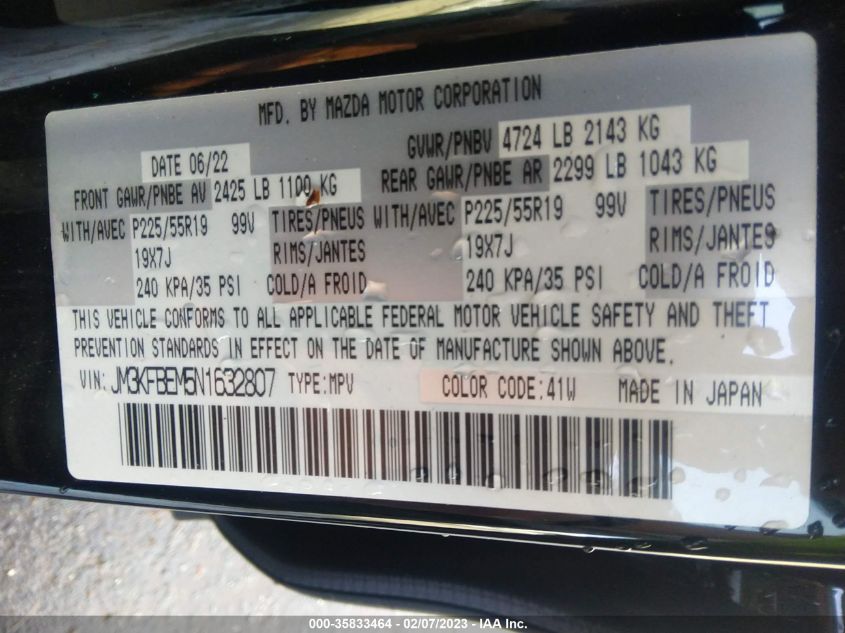 MFD. BY MAZDA MOTOR CORPORATION
DATE 06/22 GVWR/PNBV 4724 LB 2143 KG
FRONT GAWR/PNBE AV 2425 LB 1100 KG REAR GAWR/PNBE AR 2299 LB 1043 KG
WITH/AVEC P225/55R19 99V TIRES/PNEUS WITH/AVEC P225/55R19 99V TIRES/PNEUS
19X7J RIMS/JANTES 19X7J RIMS/JANTES
240 KPA/35 PSI COLD/A FROID 240 KPA/35 PSI COLD/A FROID
THIS VEHICLE CONFORMS TO ALL APPLICABLE FEDERAL MOTOR VEHICLE SAFETY AND THEFT
PREVENTION STANDARDS IN EFFECT ON THE DATE OF MANUFACTURE SHOWN ABOVE.
VIN: JM3KFBEM5N1632807 TYPE:MPV COLOR CODE:41W MADE IN JAPAN
000-35833464 - 02/07/2023 - IAA Inc.